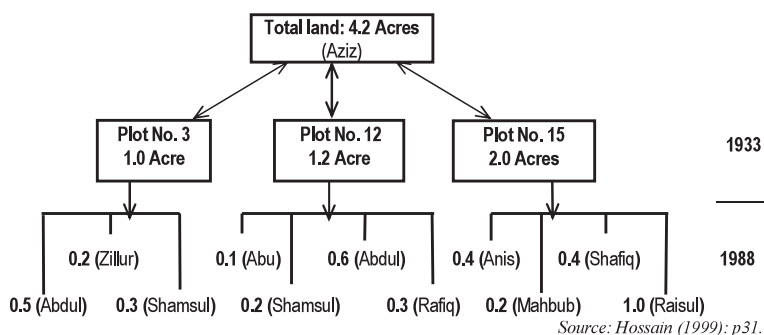 Total land: 4.2 Acres
(Aziz)
Plot No. 3
1.0 Acre
Plot No. 12
1.2 Acre
Plot No. 15
2.0 Acres
1933
0.2 (Zillur)
0.5 (Abdul)
0.3 (Shamsul)
0.1 (Abu)
0.6 (Abdul)
0.2 (Shamsul)
0.3 (Rafiq)
0.4 (Anis)
0.4 (Shafiq)
0.2 (Mahbub)
1.0 (Raisul)
1988
Source: Hossain (1999): p31.